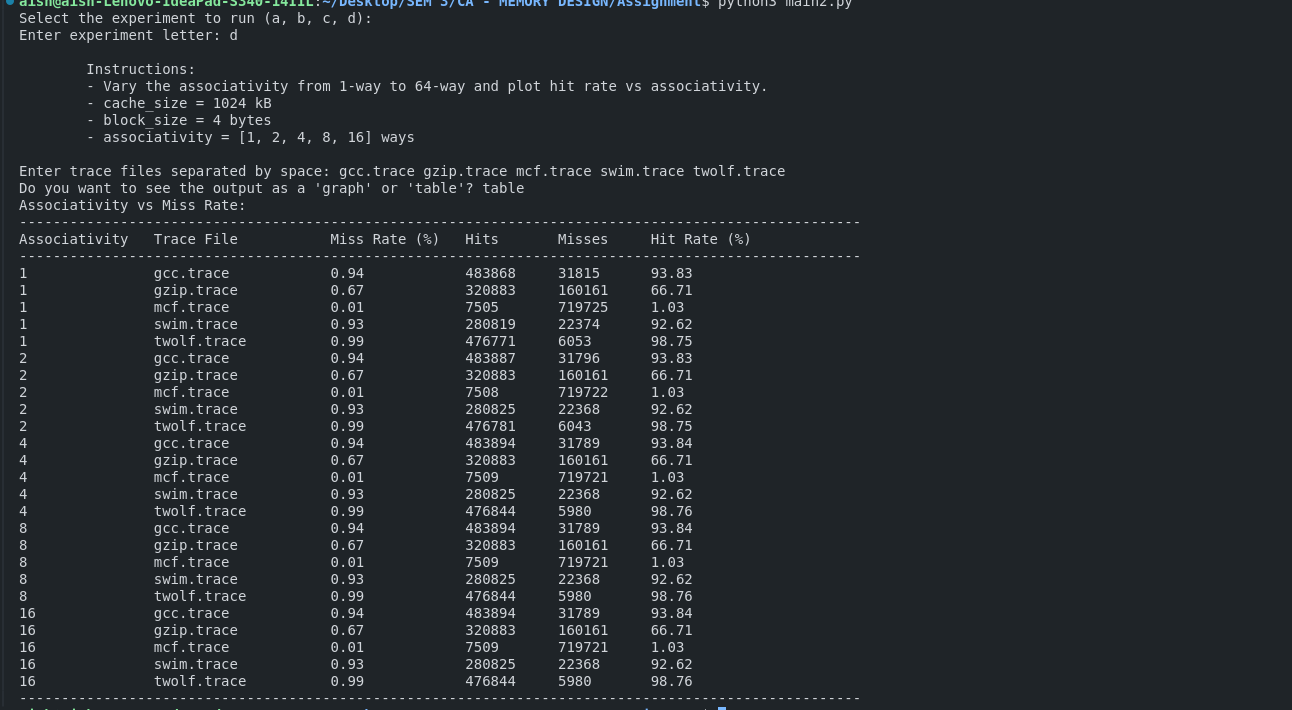 aish@aish-Lenovo-IdeaPad-S340-14IIL:~/Desktop/SEM 3/CA - MEMORY DESIGN/Assignment$ python3 main2.py
Select the experiment to run (a, b, c, d):
Enter experiment letter: d
Instructions:
- Vary the associativity from 1-way to 64-way and plot hit rate vs associativity.
- cache_size = 1024 kB
- block_size = 4 bytes
- associativity = [1, 2, 4, 8, 16] ways
Enter trace files separated by space: gcc.trace gzip.trace mcf.trace swim.trace twolf.trace
Do you want to see the output as a 'graph' or 'table'? table
Associativity vs Miss Rate:
----------------------------------------------------------------------------------------------------
Associativity   Trace File           Miss Rate (%)   Hits       Misses     Hit Rate (%)
----------------------------------------------------------------------------------------------------
1               gcc.trace            0.94            483868     31815      93.83
1               gzip.trace           0.67            320883     160161     66.71
1               mcf.trace            0.01            7505       719725     1.03
1               swim.trace           0.93            280819     22374      92.62
1               twolf.trace          0.99            476771     6053       98.75
2               gcc.trace            0.94            483887     31796      93.83
2               gzip.trace           0.67            320883     160161     66.71
2               mcf.trace            0.01            7508       719722     1.03
2               swim.trace           0.93            280825     22368      92.62
2               twolf.trace          0.99            476781     6043       98.75
4               gcc.trace            0.94            483894     31789      93.84
4               gzip.trace           0.67            320883     160161     66.71
4               mcf.trace            0.01            7509       719721     1.03
4               swim.trace           0.93            280825     22368      92.62
4               twolf.trace          0.99            476844     5980       98.76
8               gcc.trace            0.94            483894     31789      93.84
8               gzip.trace           0.67            320883     160161     66.71
8               mcf.trace            0.01            7509       719721     1.03
8               swim.trace           0.93            280825     22368      92.62
8               twolf.trace          0.99            476844     5980       98.76
16              gcc.trace            0.94            483894     31789      93.84
16              gzip.trace           0.67            320883     160161     66.71
16              mcf.trace            0.01            7509       719721     1.03
16              swim.trace           0.93            280825     22368      92.62
16              twolf.trace          0.99            476844     5980       98.76
----------------------------------------------------------------------------------------------------